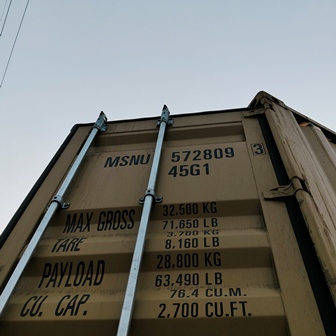 MSNU 572809 3
45G1
MAX GROSS 32.500 KG
71.650 LB
TARE 3.700 KG
8.160 LB
PAYLOAD 28.800 KG
63.490 LB
CU. CAP. 76.4 CU.M.
2,700 CU.FT.